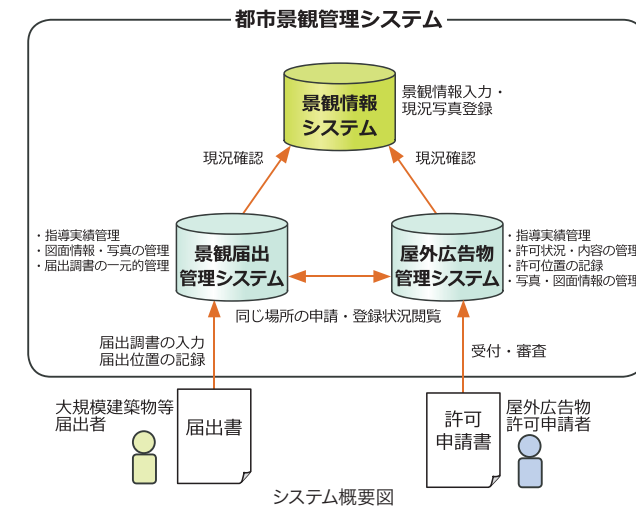 都市景観管理システム
景観情報
システム
景観情報入力・
現況写真登録
現況確認
現況確認
・指導実績管理
・図面情報・写真の管理
・届出調書の一元的管理
景観届出
管理システム
屋外広告物
管理システム
・指導実績管理
・許可状況・内容の管理
・許可位置の記録
・写真・図面情報の管理
同じ場所の申請・登録状況閲覧
届出調書の入力
届出位置の記録
受付・審査
大規模建築物等
届出者
届出書
許可
申請書
屋外広告物
許可申請者
システム概要図